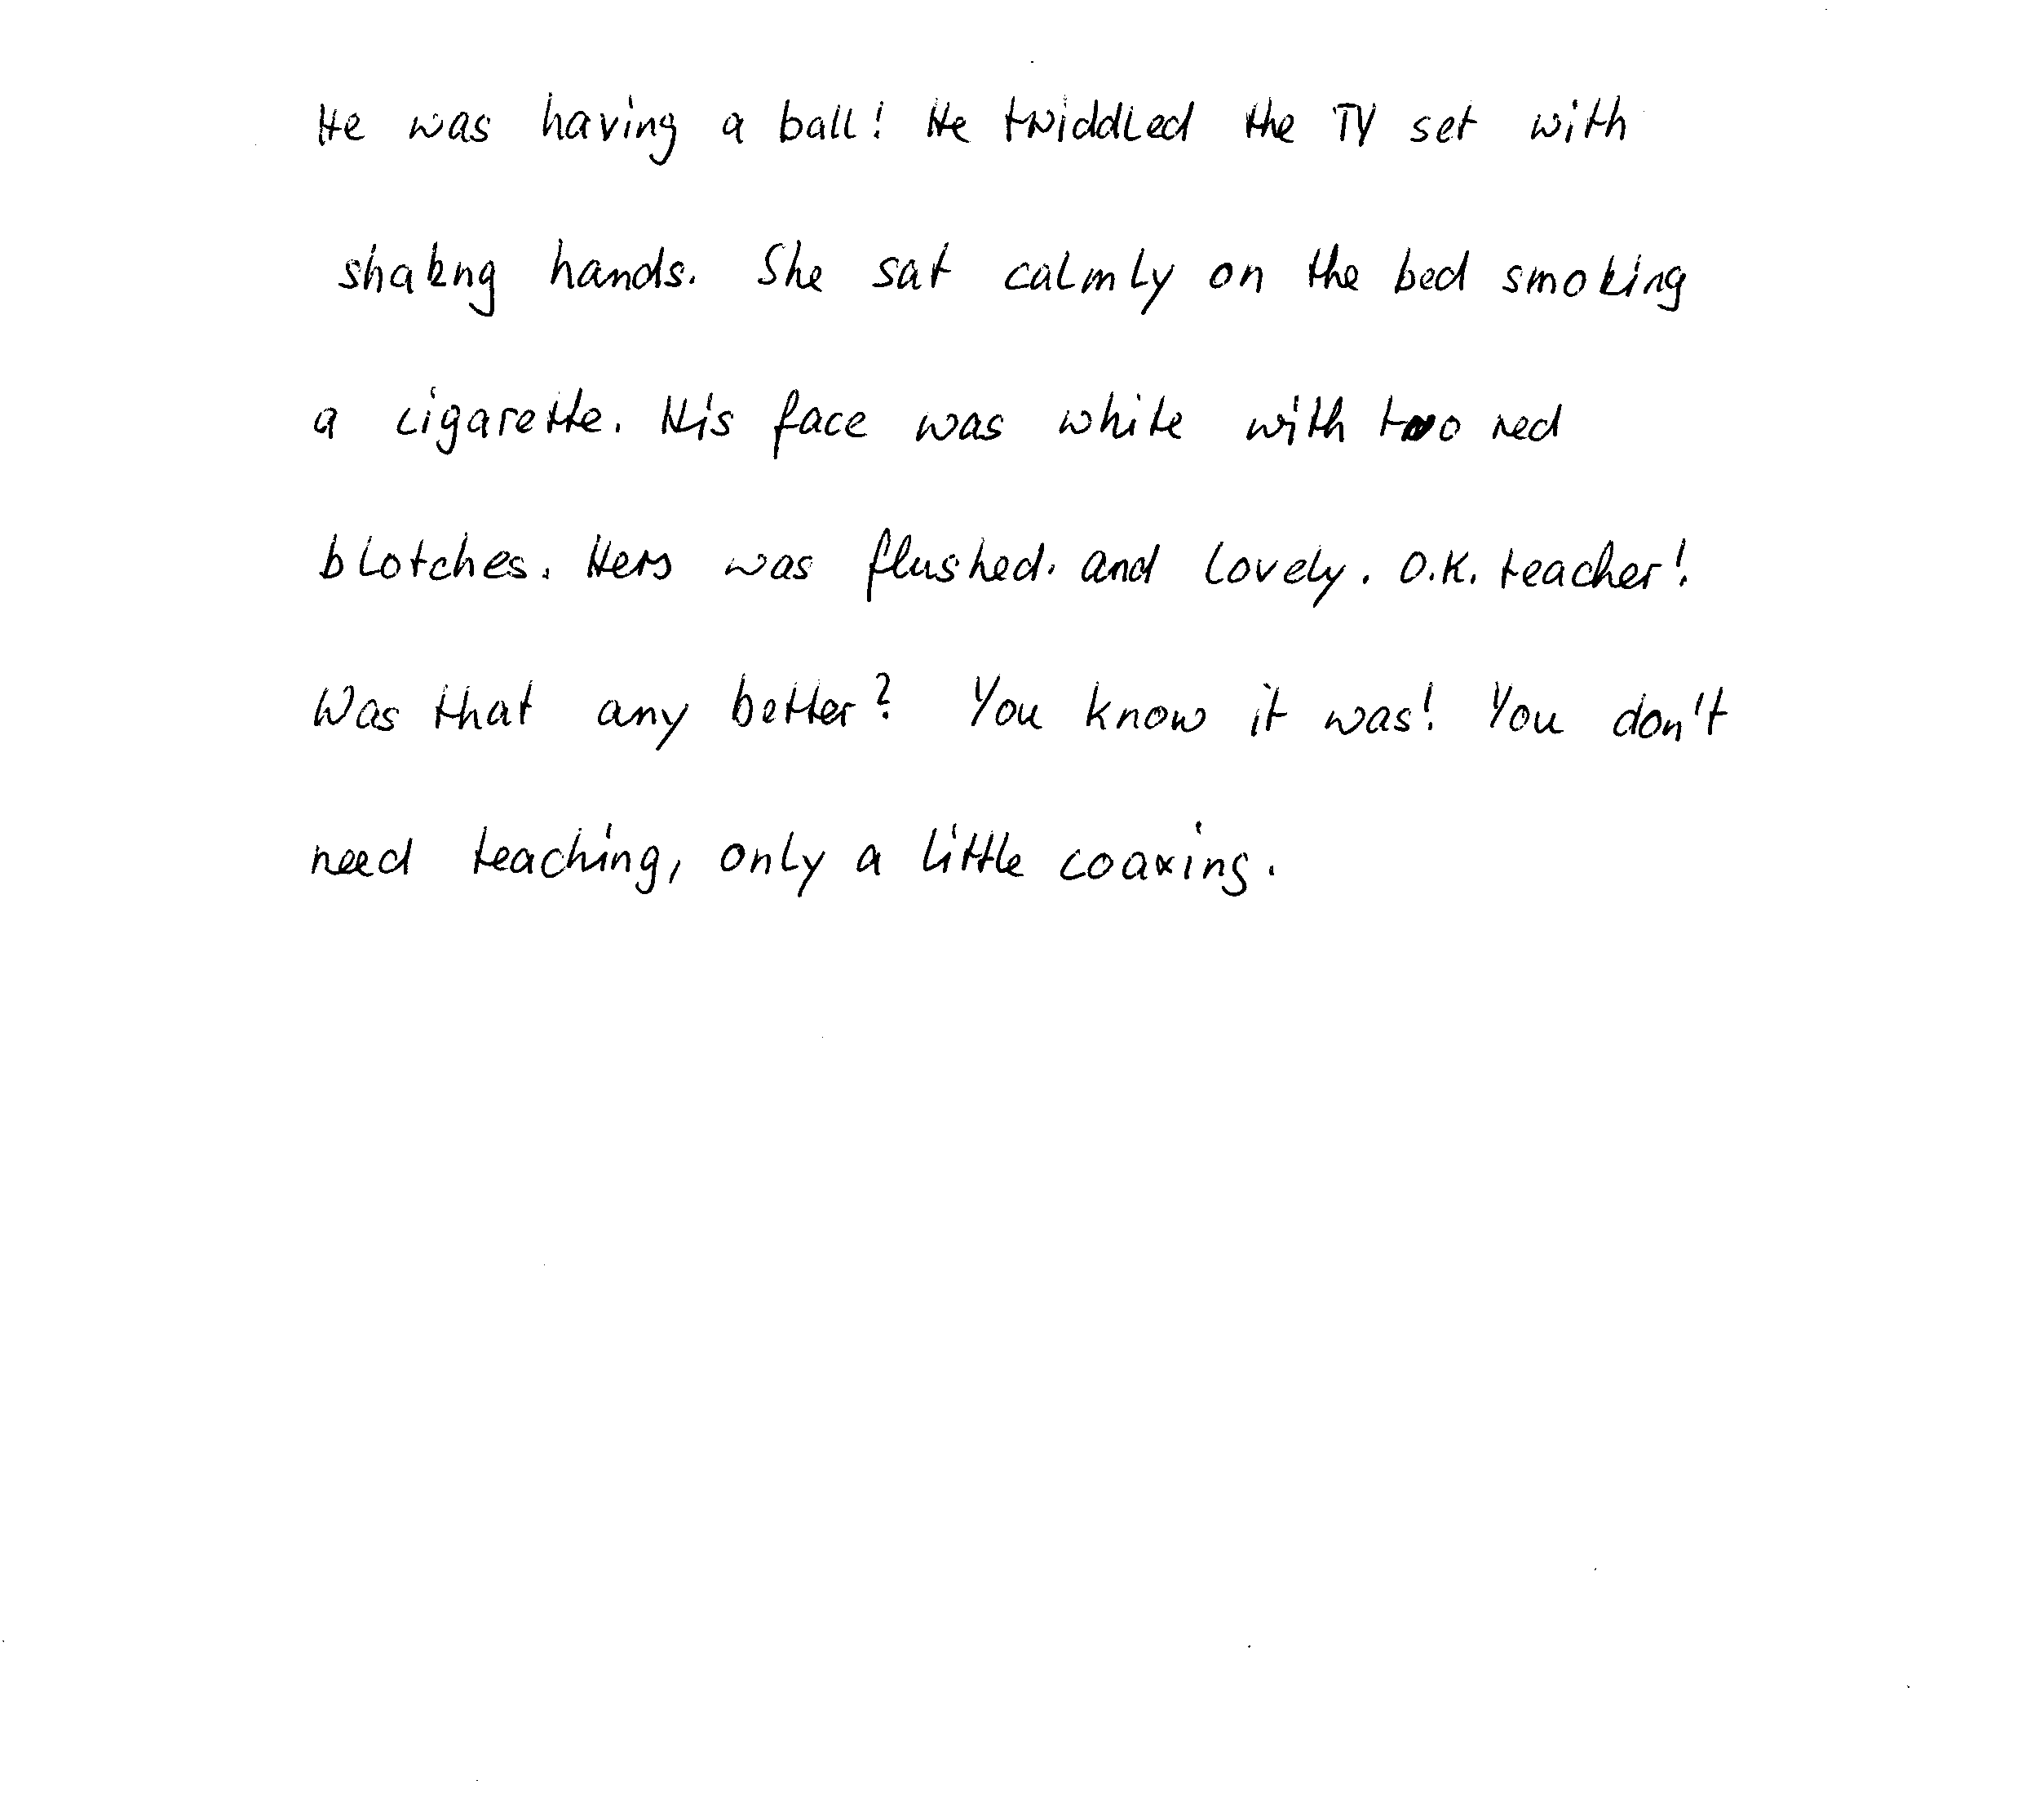 He was having a ball! He twiddled the TV set with
shakng hands. She sat calmly on the bed smoking
a cigarette. His face was white with two red
blotches. Hers was flushed. and lovely. O.K. teacher!
Was that any better? You know it was! You don't
need teaching, only a little coaxing.